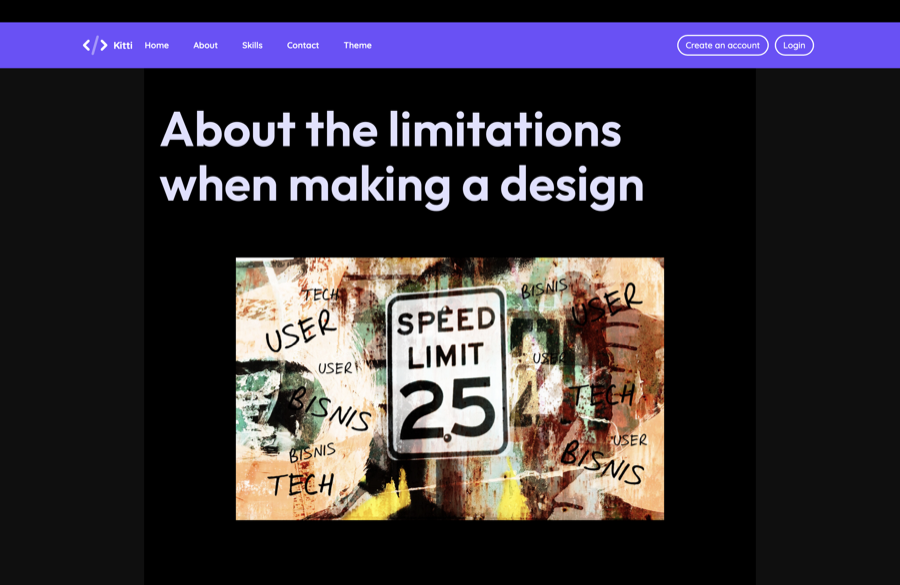 </> Kitti Home About Skills Contact Theme Create an account Login
About the limitations
when making a design
TECH
USER
USER
BISNIS
BISNIS
TECH
SPEED
LIMIT
25
BISNIS
USER
USER
TECH
USER
BISNIS